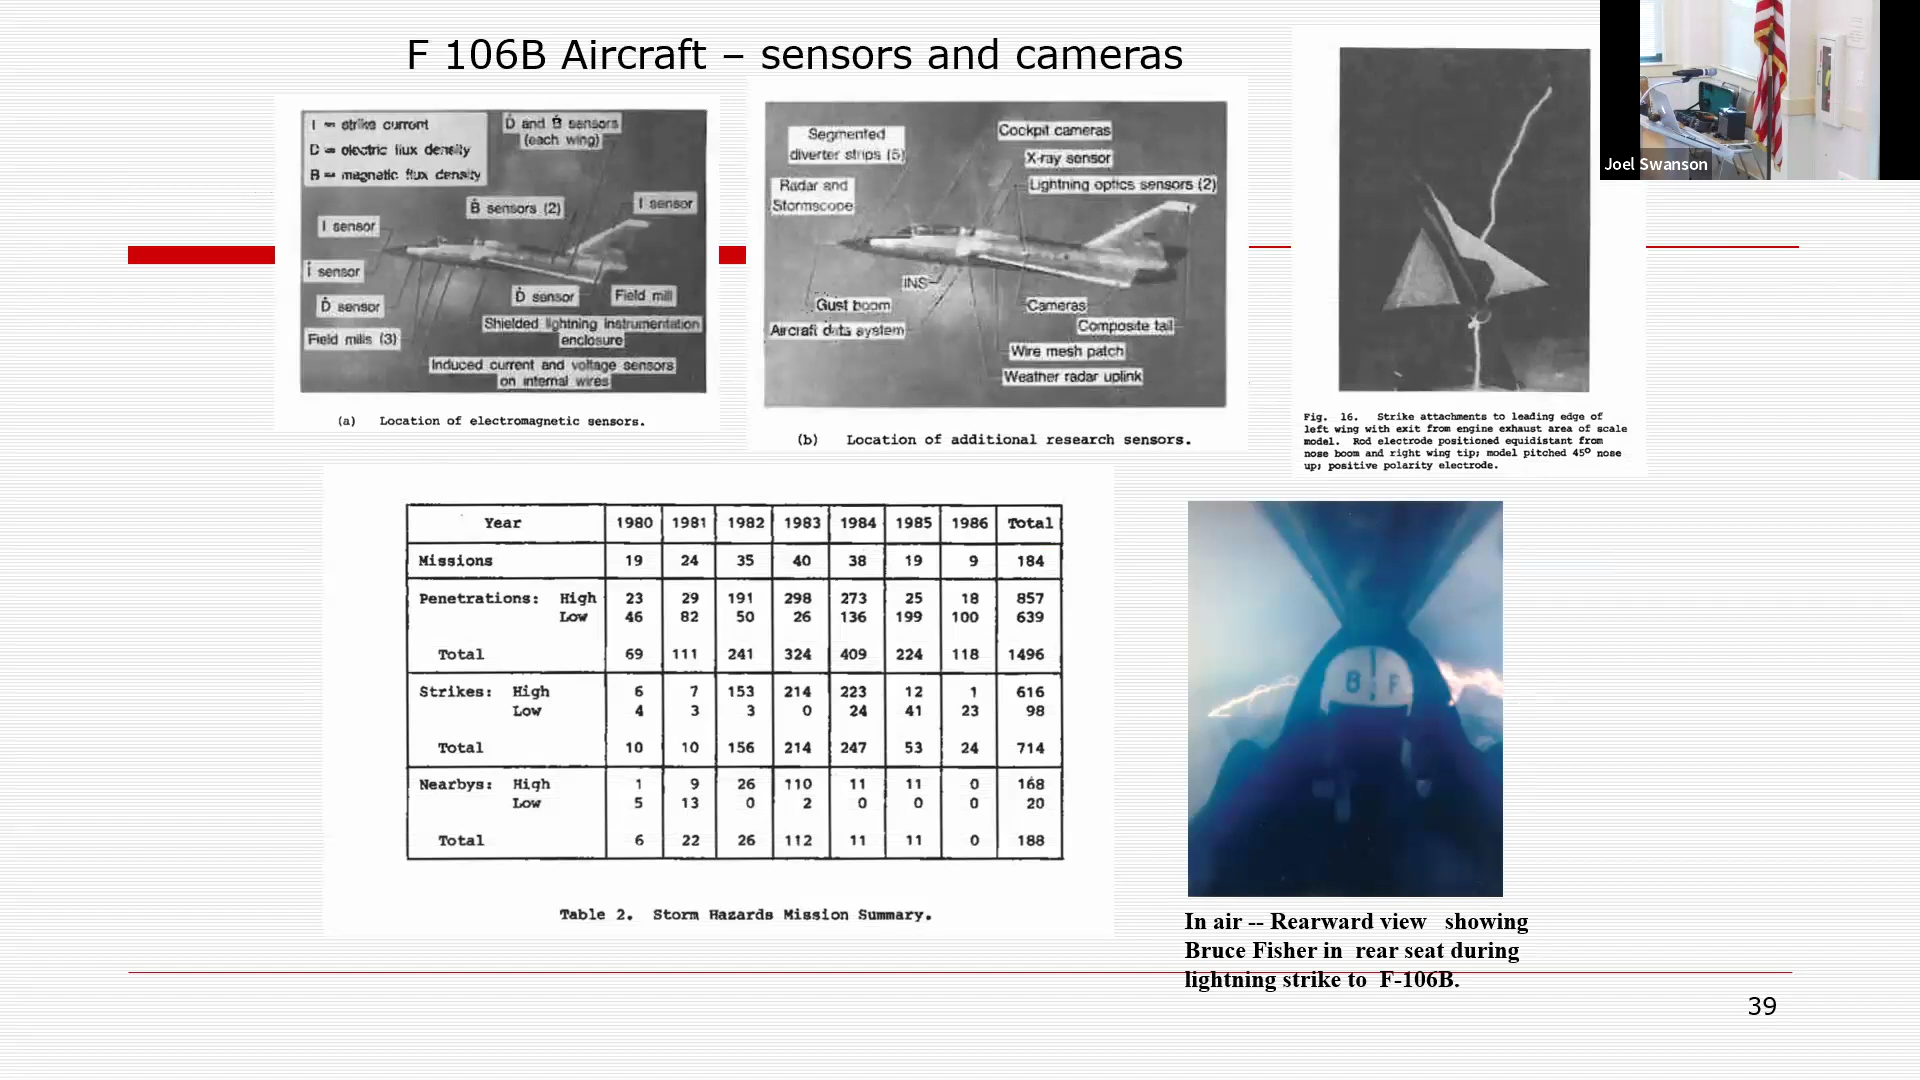 F 106B Aircraft – sensors and cameras
I = strike current
D = electric flux density
B = magnetic flux density
Ḋ and Ḃ sensors
(each wing)
Ḃ sensors (2)
I sensor
I sensor
İ sensor
Ḋ sensor
Field mills (3)
Ḋ sensor
Field mill
Shielded lightning instrumentation
enclosure
Induced current and voltage sensors
on internal wires
(a) Location of electromagnetic sensors.
Segmented
diverter strips (5)
Radar and
Stormscope
Cockpit cameras
X-ray sensor
Lightning optics sensors (2)
INS
Gust boom
Aircraft data system
Cameras
Composite tail
Wire mesh patch
Weather radar uplink
(b) Location of additional research sensors.
Fig. 16. Strike attachments to leading edge of
left wing with exit from engine exhaust area of scale
model. Rod electrode positioned equidistant from
nose boom and right wing tip; model pitched 45° nose
up; positive polarity electrode.
Joel Swanson
Year 1980 1981 1982 1983 1984 1985 1986 Total
Missions 19 24 35 40 38 19 9 184
Penetrations: High 23 29 191 298 273 25 18 857
Low 46 82 50 26 136 199 100 639
Total 69 111 241 324 409 224 118 1496
Strikes: High 6 7 153 214 223 12 1 616
Low 4 3 3 0 24 41 23 98
Total 10 10 156 214 247 53 24 714
Nearbys: High 1 9 26 110 11 11 0 168
Low 5 13 0 2 0 0 0 20
Total 6 22 26 112 11 11 0 188
Table 2. Storm Hazards Mission Summary.
B F
In air -- Rearward view showing
Bruce Fisher in rear seat during
lightning strike to F-106B.
39